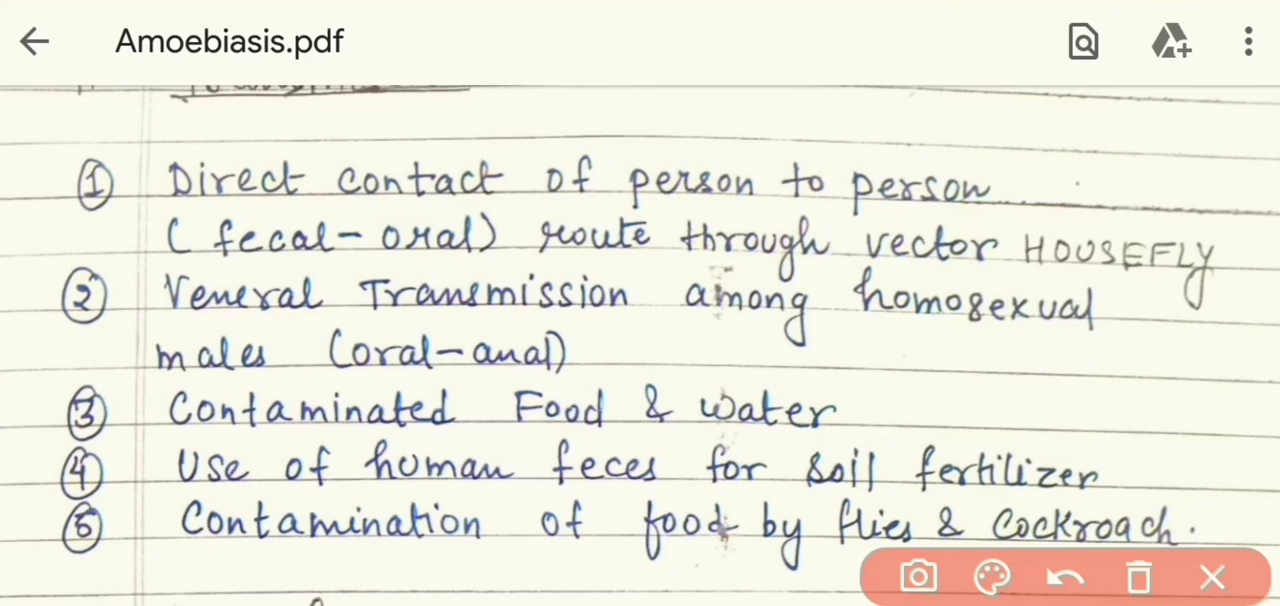 Amoebiasis.pdf
1 Direct contact of person to person
(fecal-oral) route through vector HOUSEFLY
2 Veneral Transmission among homosexual
males (oral-anal)
3 Contaminated Food & water
4 Use of human feces for soil fertilizer
5 Contamination of food by flies & Cockroach.